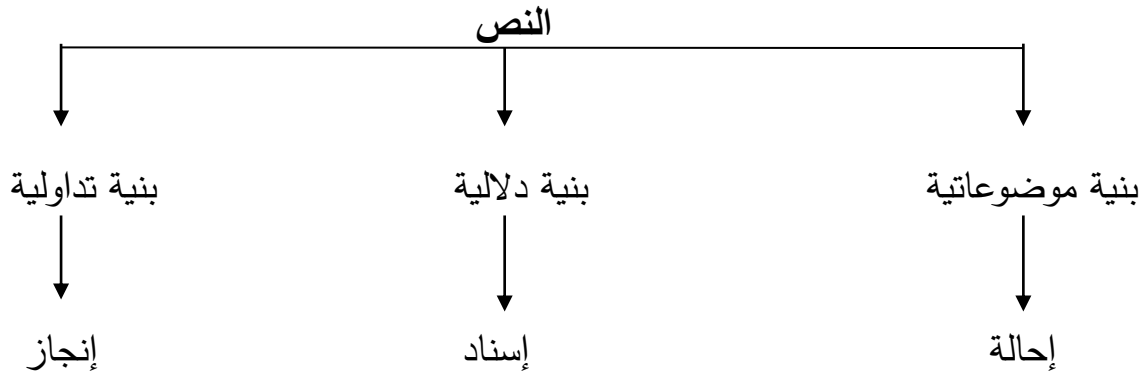 النص
بنية موضوعاتية بنية دلالية بنية تداولية
إحالة إسناد إنجاز